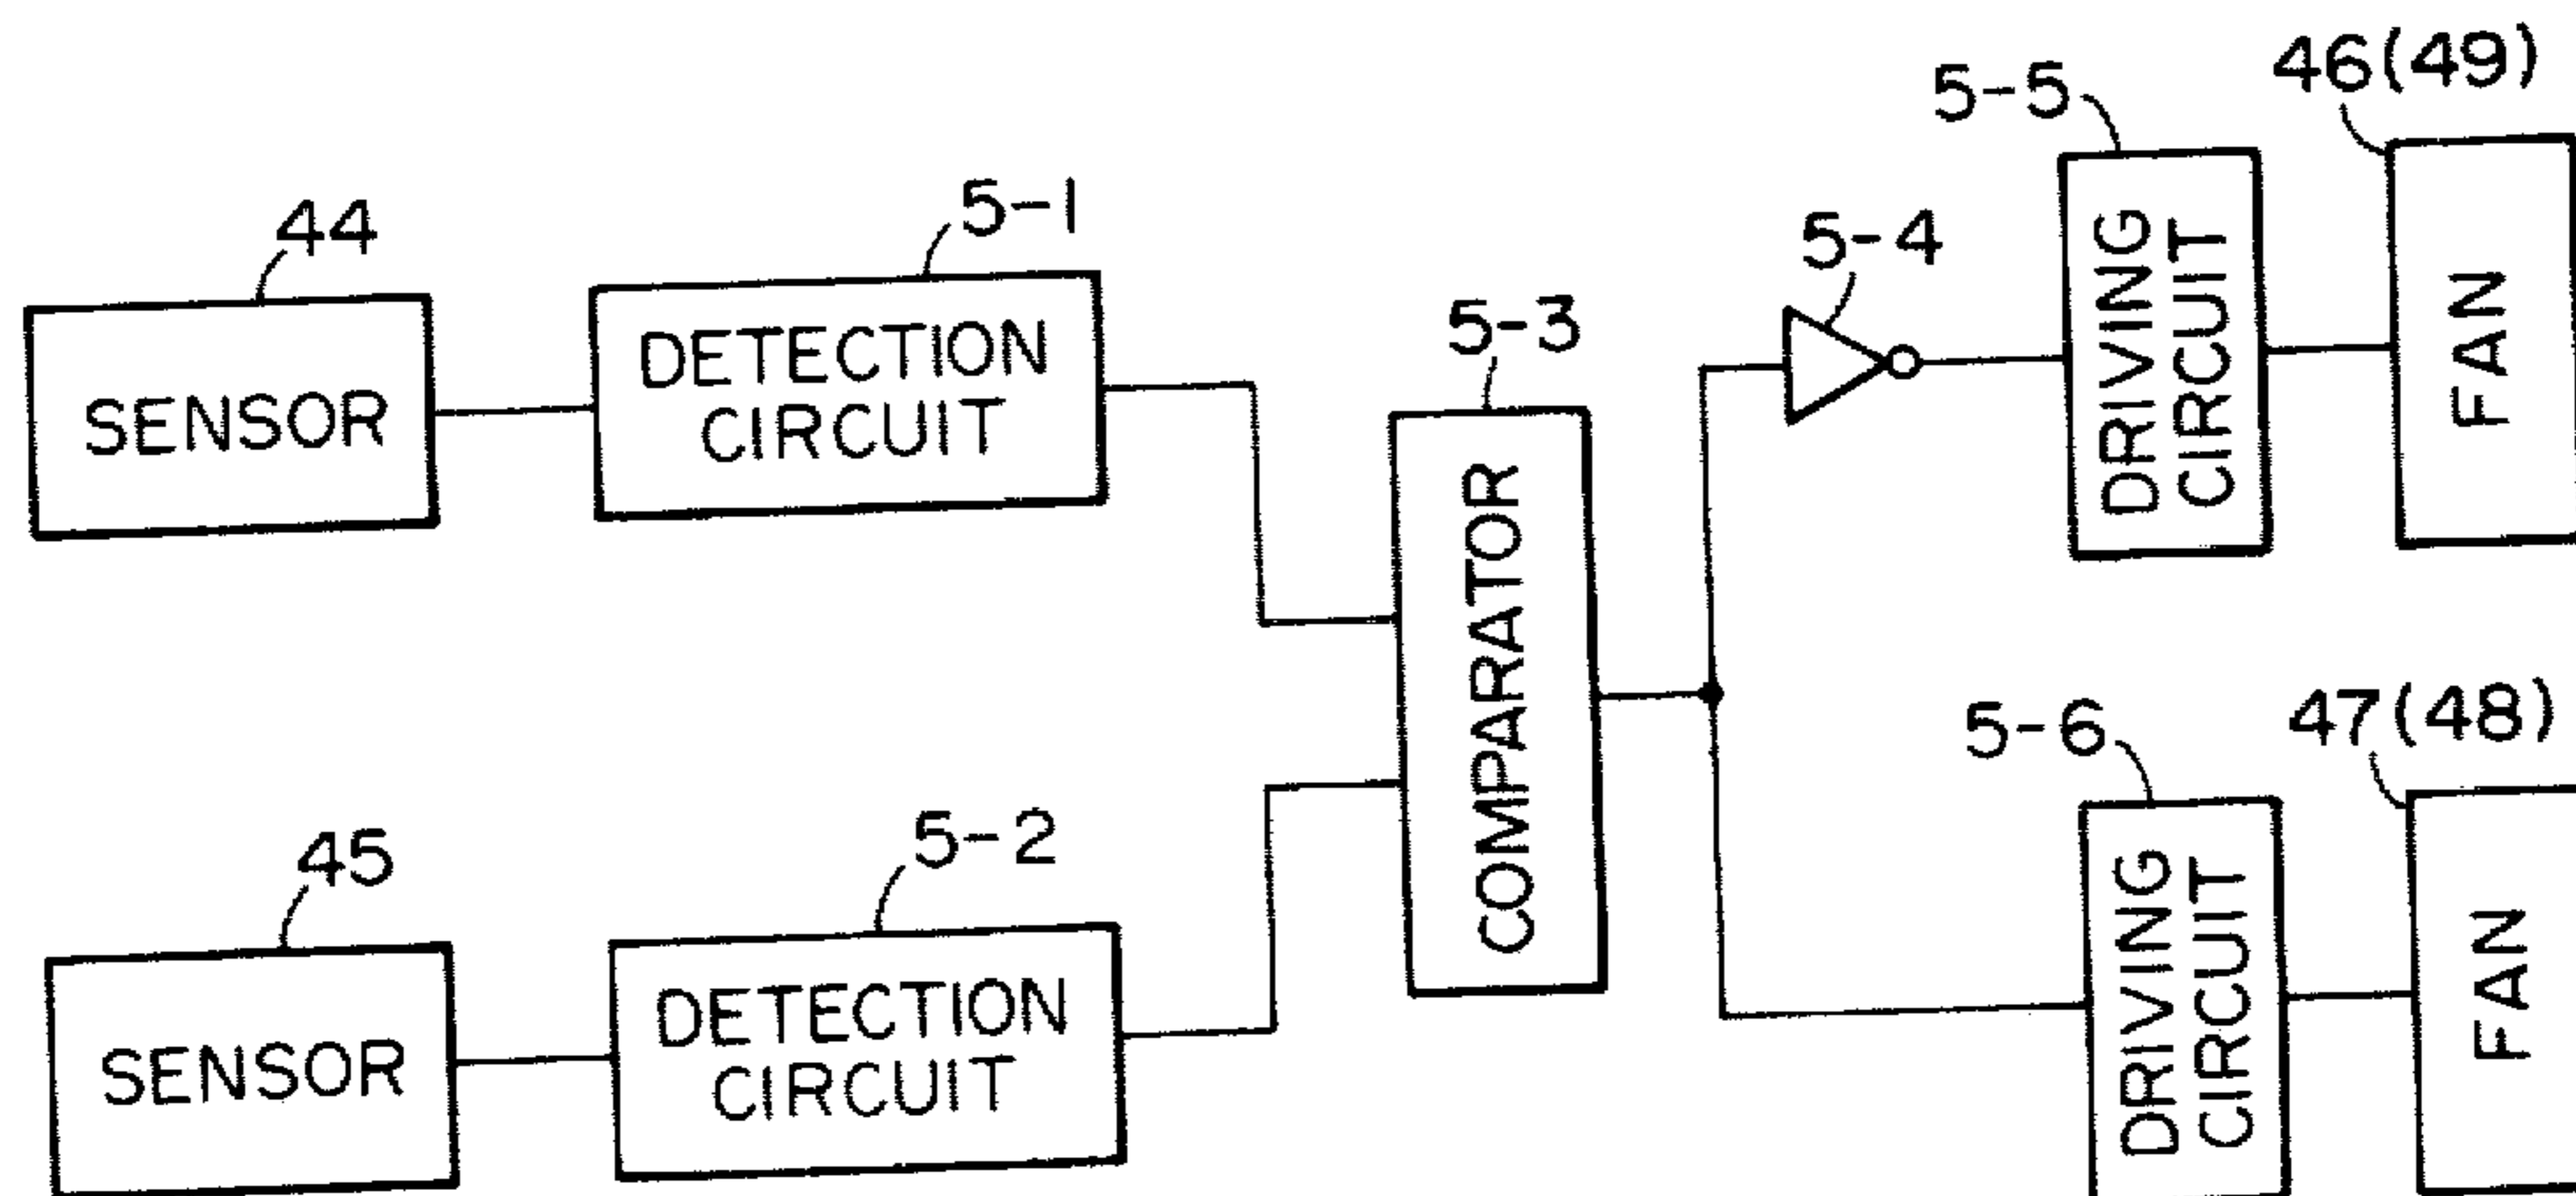 44
SENSOR
5-1
DETECTION
CIRCUIT
5-3
COMPARATOR
5-4
5-5
DRIVING
CIRCUIT
46(49)
FAN
45
SENSOR
5-2
DETECTION
CIRCUIT
5-6
DRIVING
CIRCUIT
47(48)
FAN